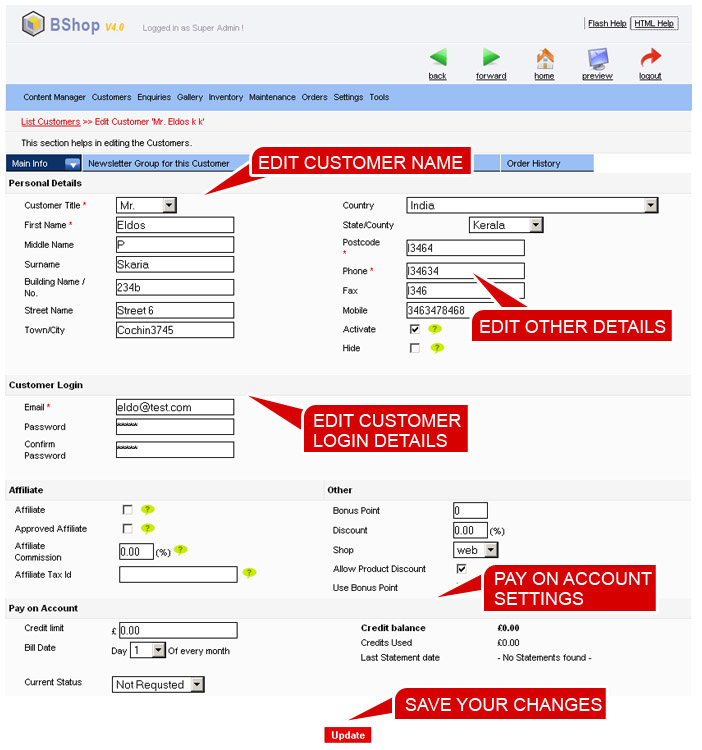 BShop V4.0 Logged in as Super Admin !
Flash Help HTML Help
back forward home preview logout
Content Manager Customers Enquiries Gallery Inventory Maintenance Orders Settings Tools
List Customers >> Edit Customer 'Mr. Eldos k k'
This section helps in editing the Customers.
Main Info Newsletter Group for this Customer Order History
EDIT CUSTOMER NAME
Personal Details
Customer Title * Mr.
First Name * Eldos
Middle Name P
Surname Skaria
Building Name / No. 234b
Street Name Street 6
Town/City Cochin3745
Country India
State/County Kerala
Postcode * 13464
Phone * 134634
Fax 1346
Mobile 3463478468
Activate ?
Hide ?
EDIT OTHER DETAILS
Customer Login
Email * eldo@test.com
Password *****
Confirm Password *****
EDIT CUSTOMER
LOGIN DETAILS
Affiliate
Affiliate ?
Approved Affiliate ?
Affiliate Commission 0.00 (%) ?
Affiliate Tax Id ?
Other
Bonus Point 0
Discount 0.00 (%)
Shop web
Allow Product Discount
Use Bonus Point
PAY ON ACCOUNT
SETTINGS
Pay on Account
Credit limit £ 0.00
Bill Date Day 1 Of every month
Current Status Not Requsted
Credit balance £0.00
Credits Used £0.00
Last Statement date - No Statements found -
SAVE YOUR CHANGES
Update